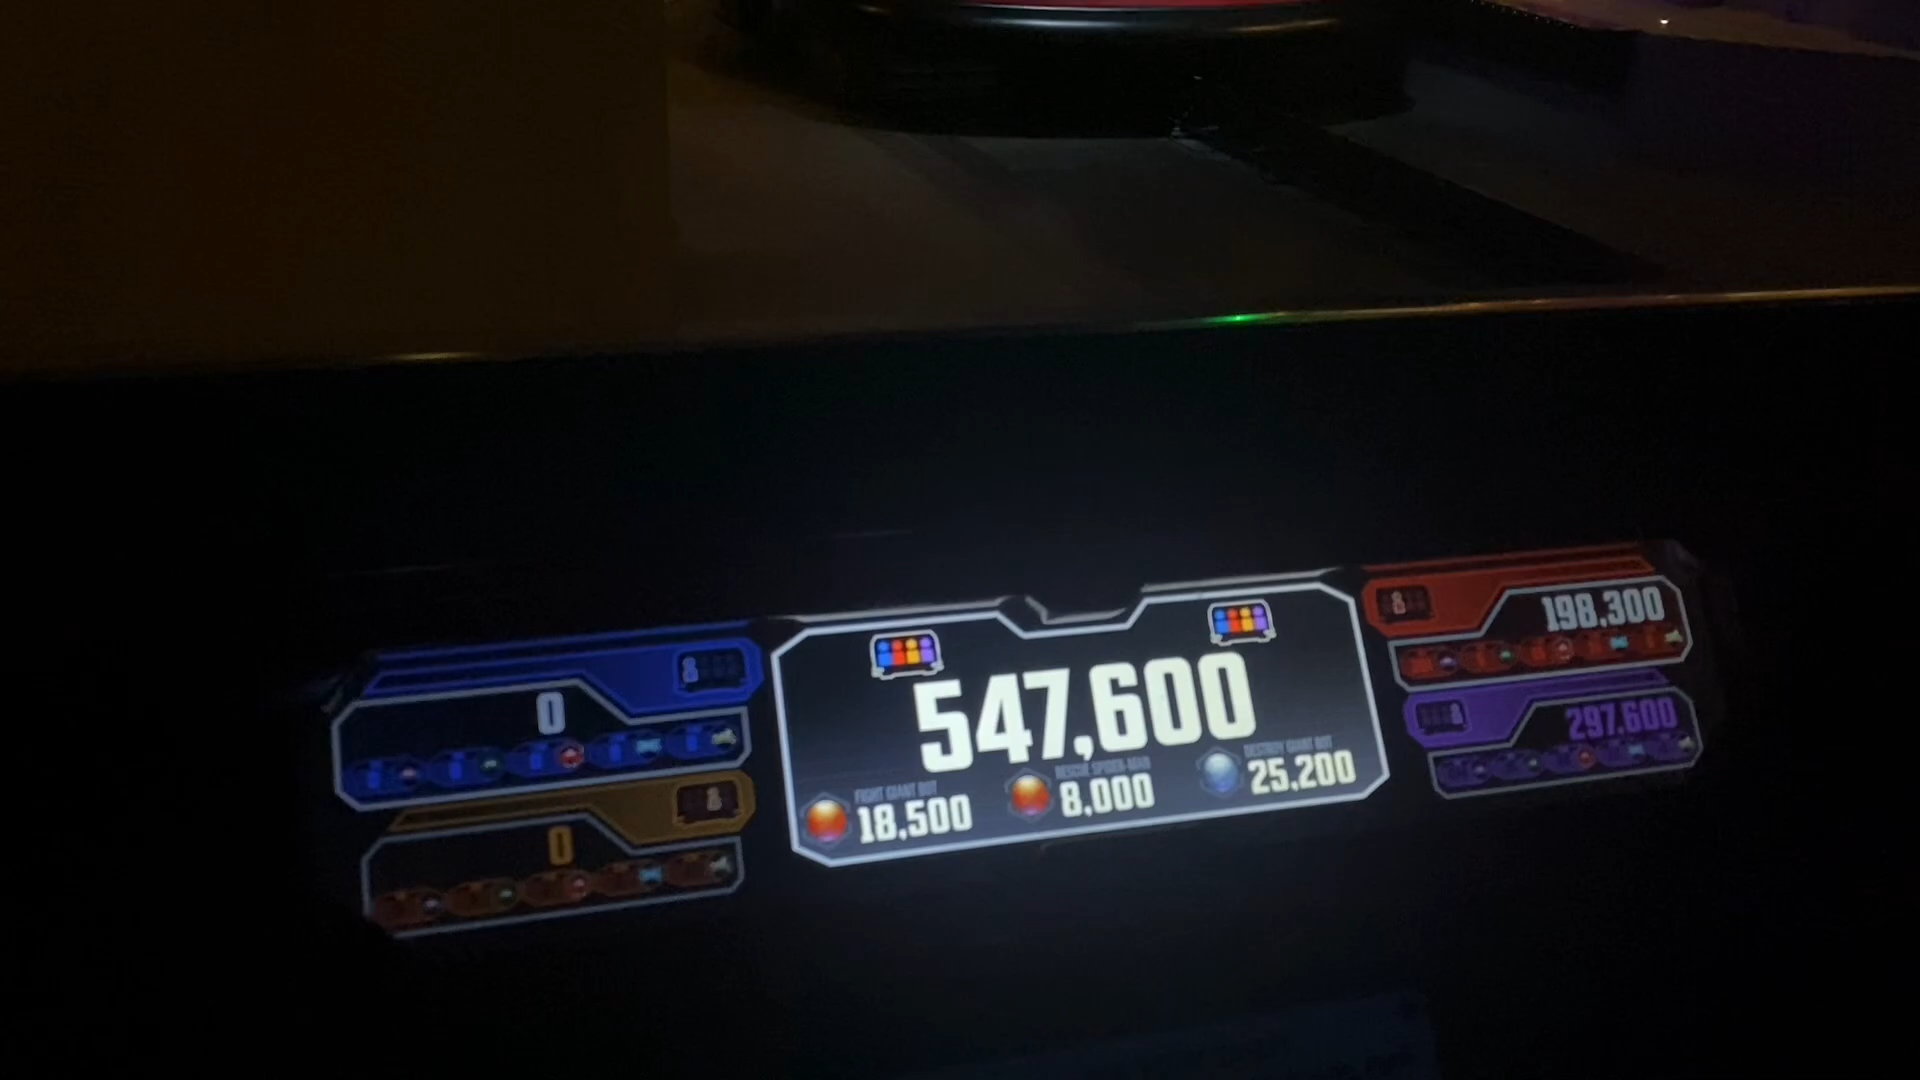 0
0
547,600
FIGHT GIANT BOT
18,500
RESCUE SPIDER-MAN
8,000
DESTROY GIANT BOT
25,200
198,300
297,600